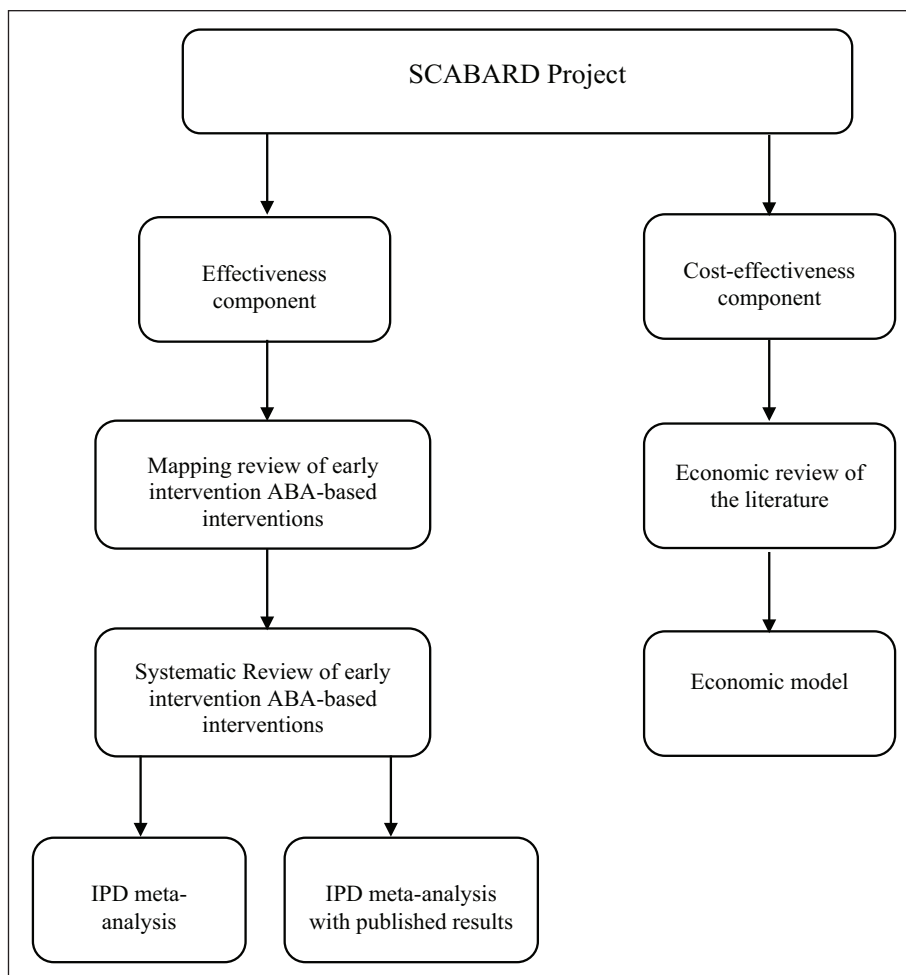 SCABARD Project
Effectiveness
component
Cost-effectiveness
component
Mapping review of early
intervention ABA-based
interventions
Economic review of
the literature
Systematic Review of early
intervention ABA-based
interventions
Economic model
IPD meta-
analysis
IPD meta-analysis
with published results